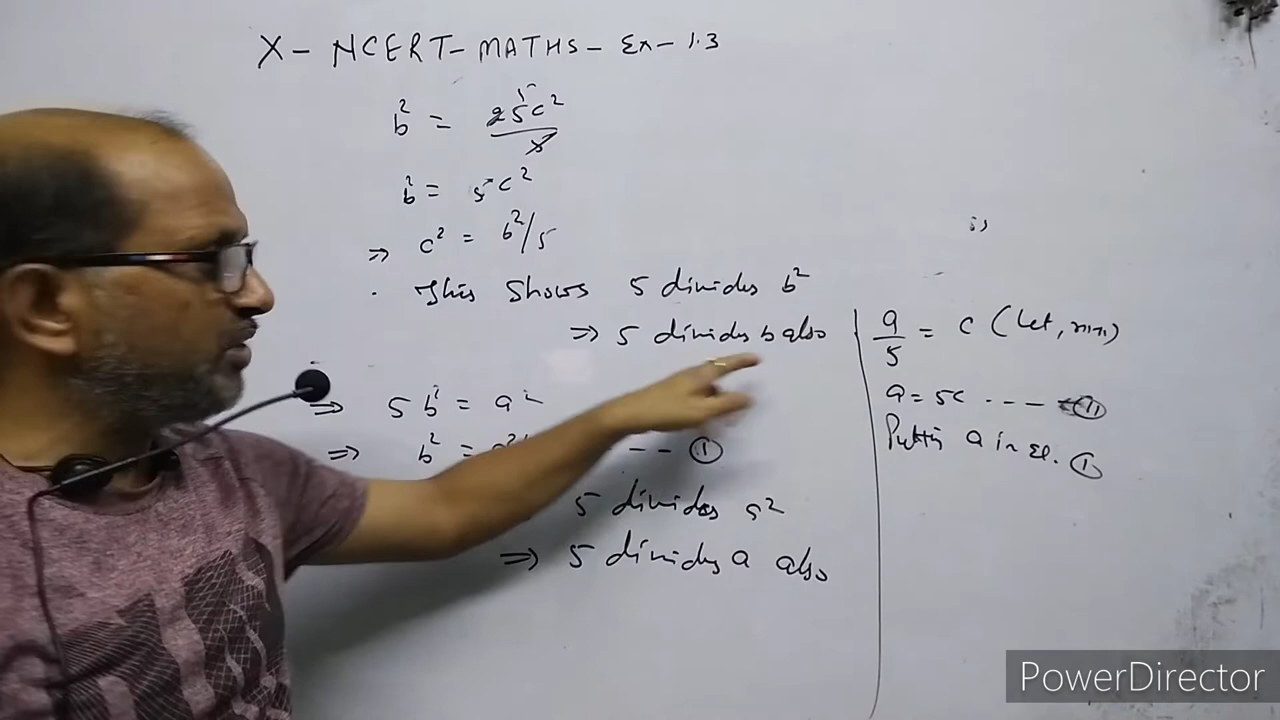 X - NCERT - MATHS - Ex - 1.3
b² = 25c²/5
b² = 5c²
⇒ c² = b²/5
. This shows 5 divides b²
⇒ 5 divides b also
⇒ 5b² = a²
⇒ b² = --- ①
5 divides a²
⇒ 5 divides a also
a/5 = c (let,
a = 5c --- ⑪
Putting a in eq. ①
PowerDirector